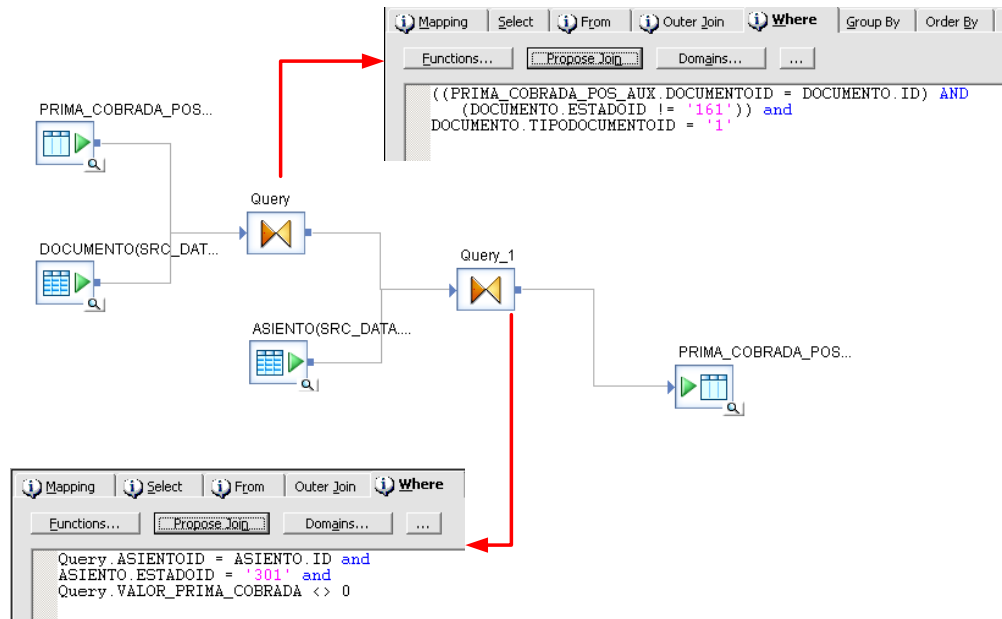 Mapping Select From Outer Join Where Group By Order By
Functions... Propose Join Domains... ...
((PRIMA_COBRADA_POS_AUX.DOCUMENTOID = DOCUMENTO.ID) AND
(DOCUMENTO.ESTADOID != '161')) and
DOCUMENTO.TIPODOCUMENTOID = '1'
PRIMA_COBRADA_POS...
Query
DOCUMENTO(SRC_DAT...
Query_1
ASIENTO(SRC_DATA....
PRIMA_COBRADA_POS...
Mapping Select From Outer Join Where
Functions... Propose Join Domains... ...
Query.ASIENTOID = ASIENTO.ID and
ASIENTO.ESTADOID = '301' and
Query.VALOR_PRIMA_COBRADA <> 0